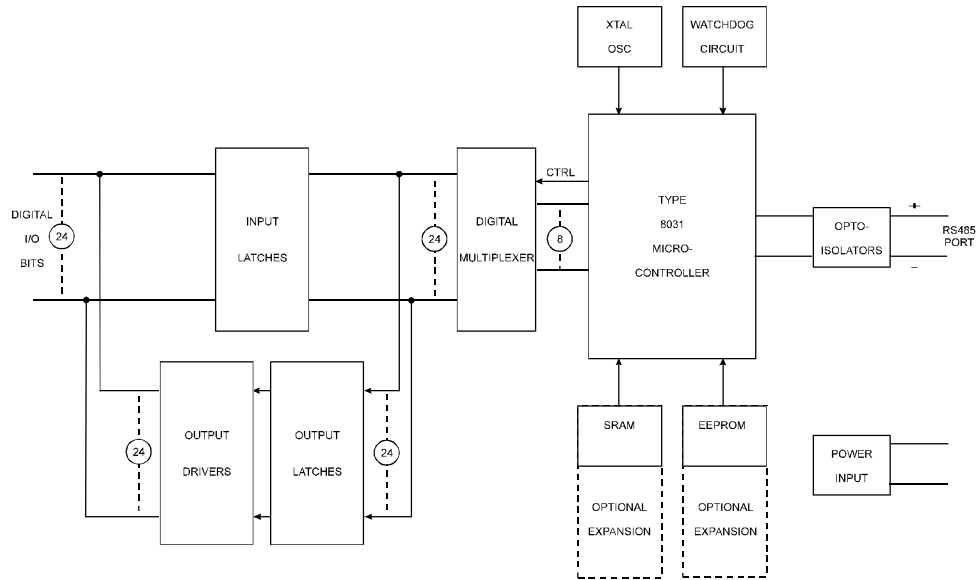 XTAL
OSC
WATCHDOG
CIRCUIT
DIGITAL
I/O
BITS
24
INPUT
LATCHES
24
DIGITAL
MULTIPLEXER
CTRL
8
TYPE
8031
MICRO-
CONTROLLER
OPTO-
ISOLATORS
+
–
RS485
PORT
24
OUTPUT
DRIVERS
OUTPUT
LATCHES
24
SRAM
OPTIONAL
EXPANSION
EEPROM
OPTIONAL
EXPANSION
POWER
INPUT